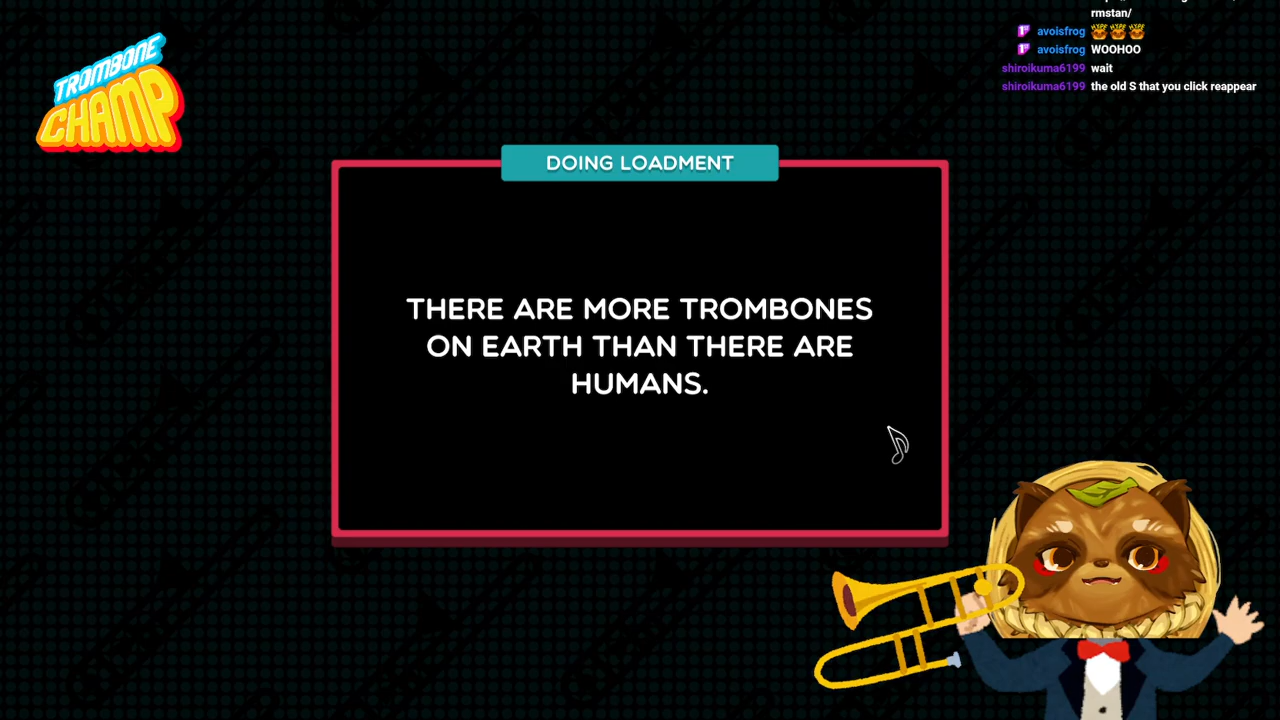 rmstan/
avoisfrog
avoisfrog WOOHOO
shiroikuma6199 wait
shiroikuma6199 the old S that you click reappear
TROMBONE
CHAMP
DOING LOADMENT
THERE ARE MORE TROMBONES
ON EARTH THAN THERE ARE
HUMANS.